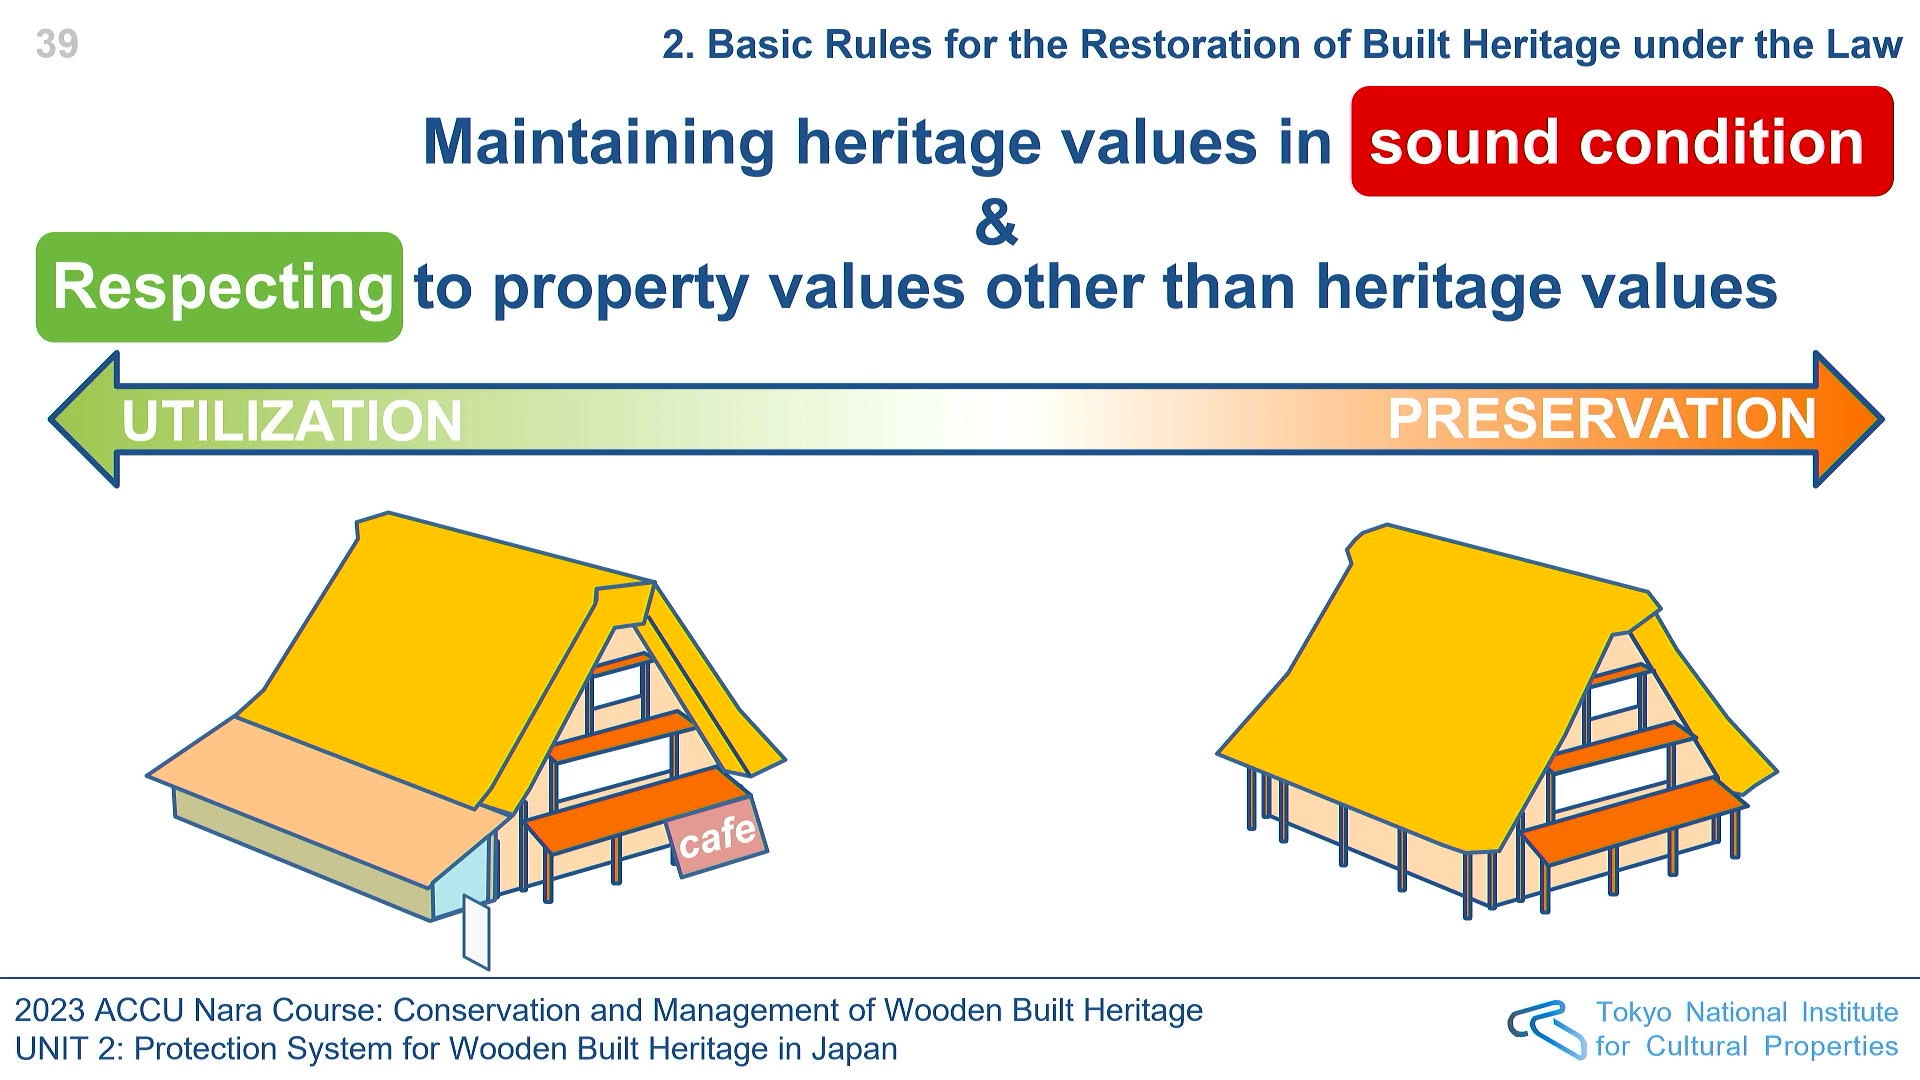 39
2. Basic Rules for the Restoration of Built Heritage under the Law
Maintaining heritage values in sound condition
&
Respecting to property values other than heritage values
UTILIZATION
PRESERVATION
cafe
2023 ACCU Nara Course: Conservation and Management of Wooden Built Heritage
UNIT 2: Protection System for Wooden Built Heritage in Japan
Tokyo National Institute
for Cultural Properties